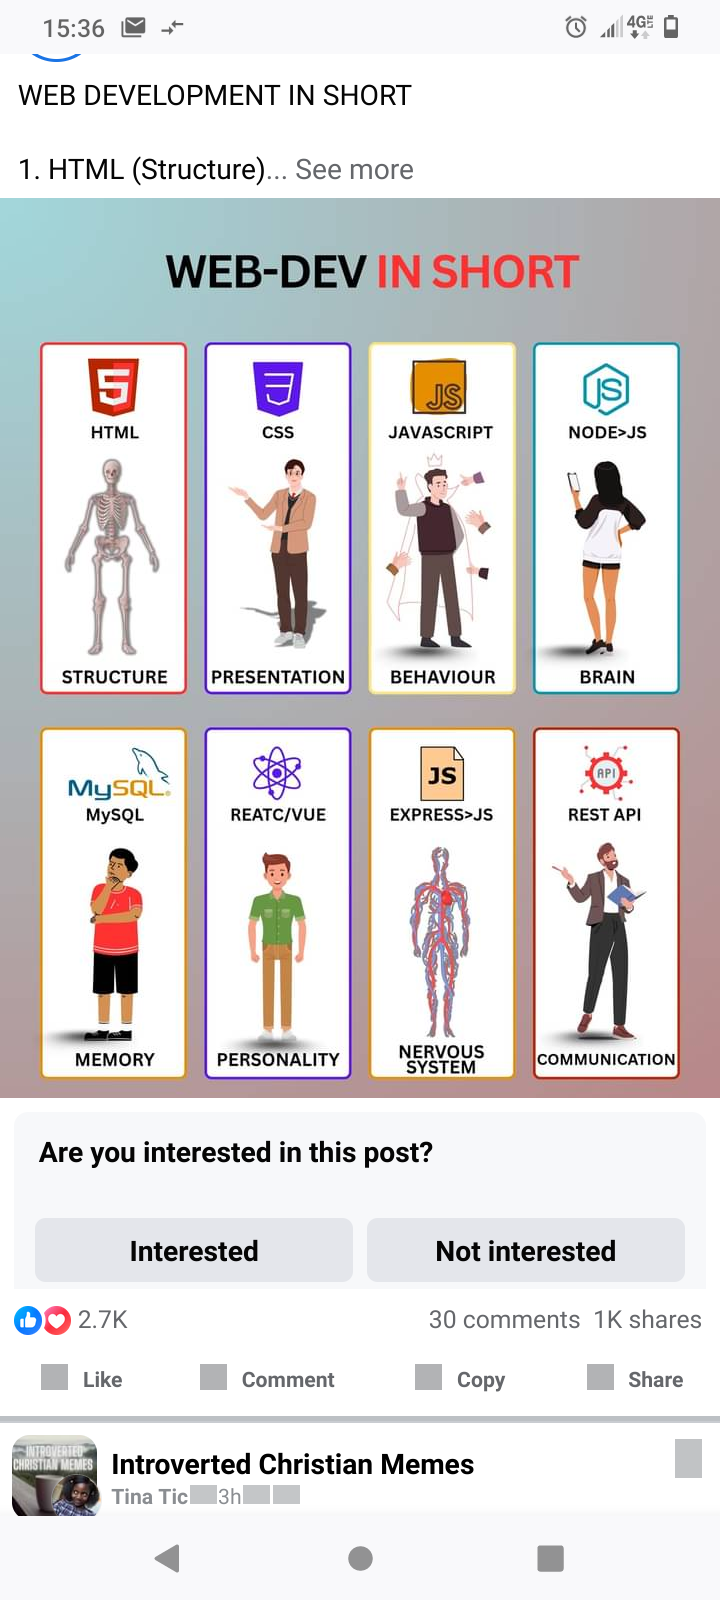 15:36
4G LTE
WEB DEVELOPMENT IN SHORT
1. HTML (Structure)... See more
WEB-DEV IN SHORT
HTML
STRUCTURE
CSS
PRESENTATION
JS
JAVASCRIPT
BEHAVIOUR
JS
NODE>JS
BRAIN
MySQL
MySQL
MEMORY
REATC/VUE
PERSONALITY
JS
EXPRESS>JS
NERVOUS
SYSTEM
API
REST API
COMMUNICATION
Are you interested in this post?
Interested
Not interested
2.7K
30 comments 1K shares
Like
Comment
Copy
Share
INTROVERTED
CHRISTIAN MEMES
Introverted Christian Memes
Tina Tic 3h